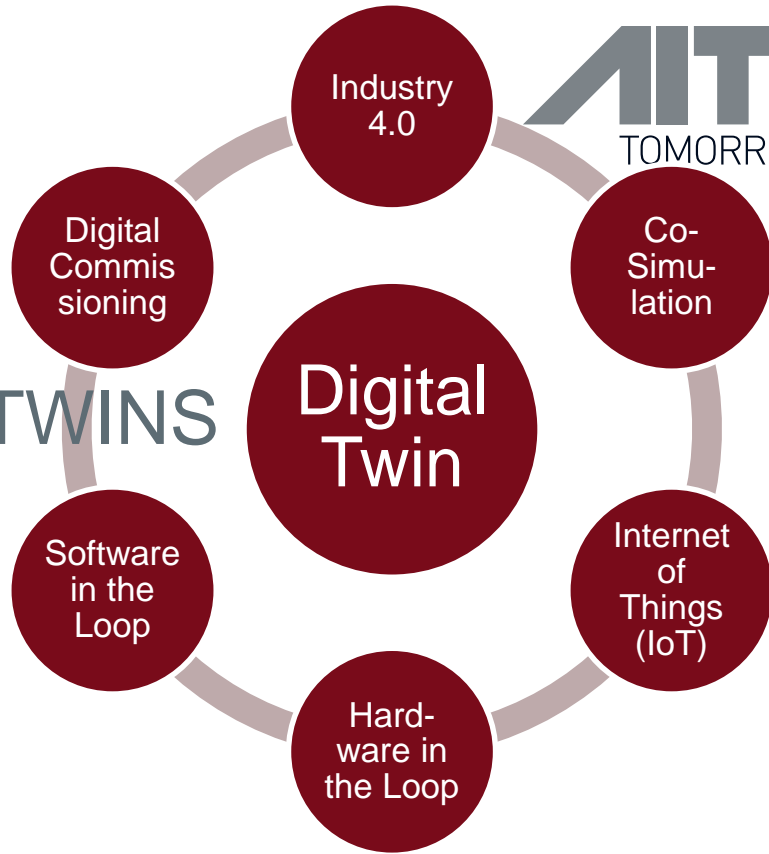 Industry
4.0
AIT
TOMORR
Co-
Simu-
lation
Digital
Commis
sioning
TWINS
Digital
Twin
Internet
of
Things
(IoT)
Software
in the
Loop
Hard-
ware in
the Loop